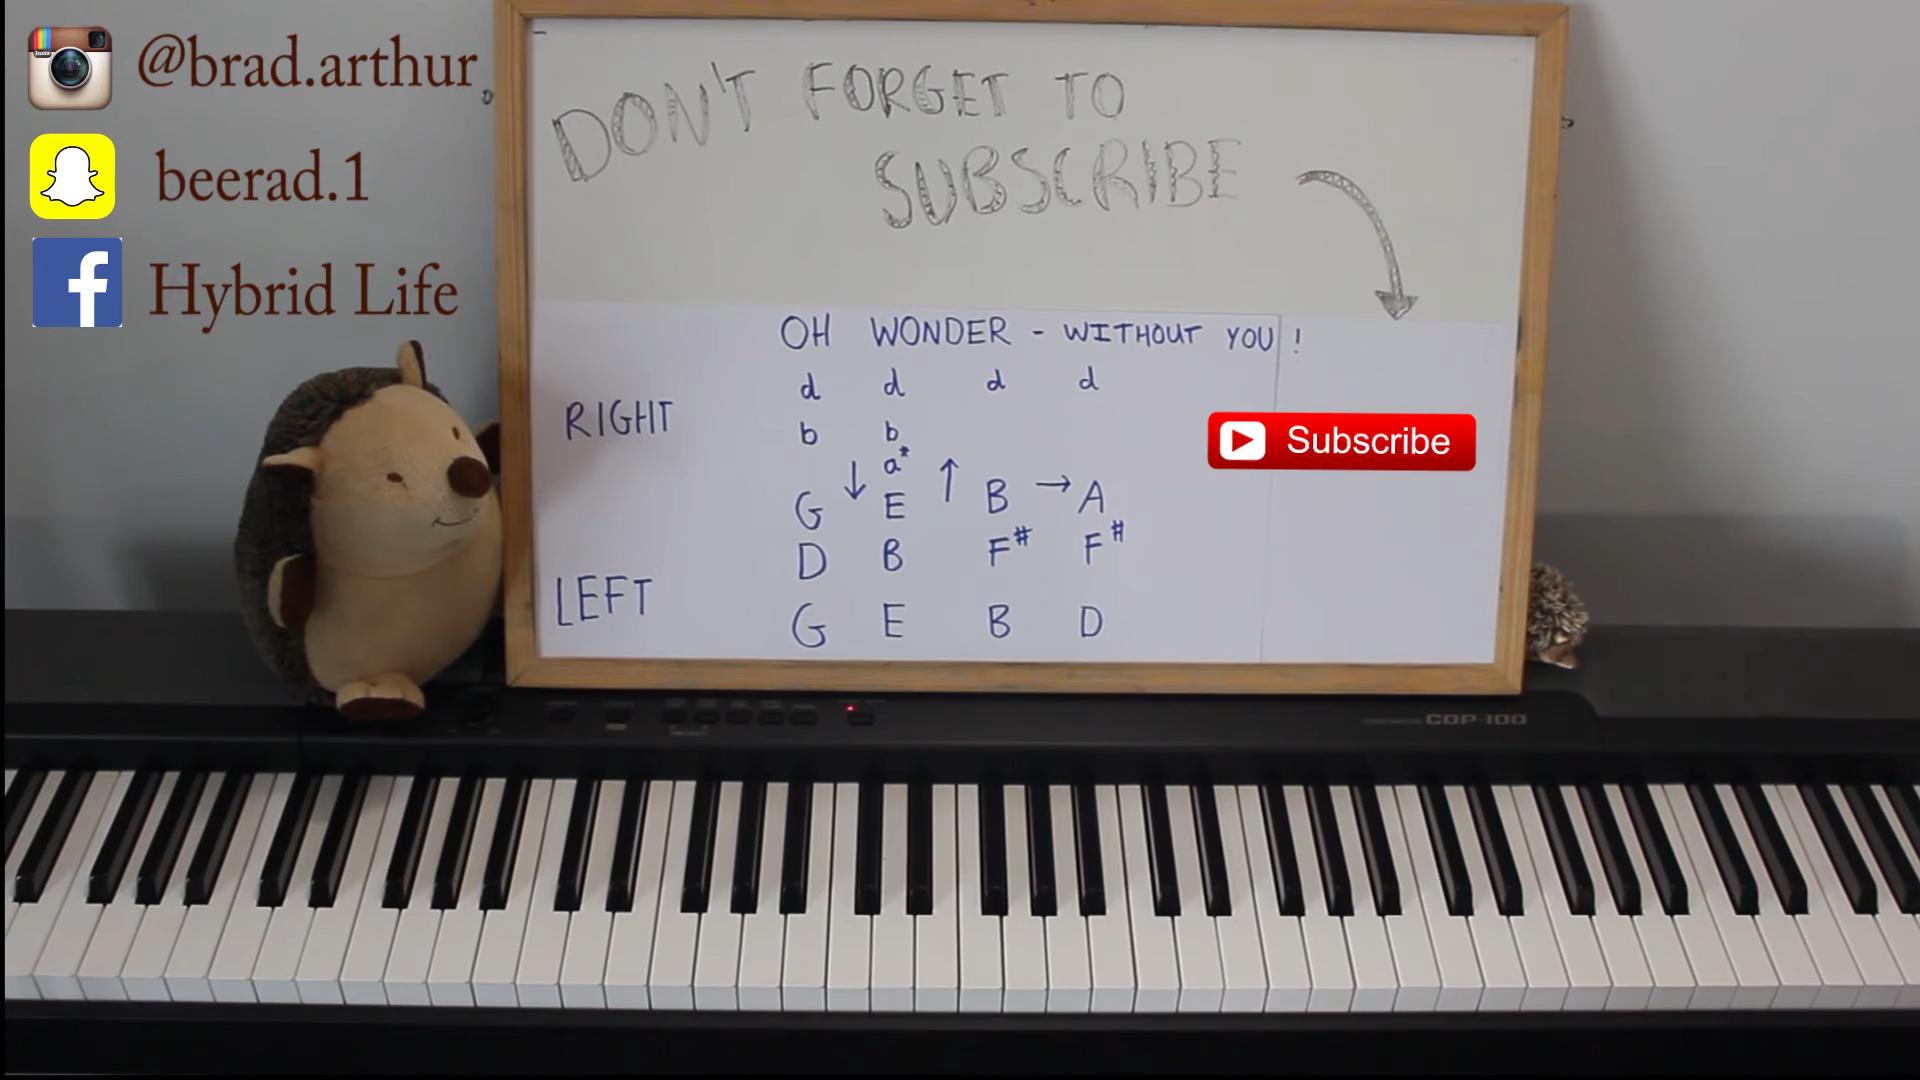 @brad.arthur
beerad.1
Hybrid Life
DON'T FORGET TO
SUBSCRIBE
OH WONDER - WITHOUT YOU !
d d d d
RIGHT
b b
a*
↓ ↑ →
G E B A
D B F# F#
LEFT
G E B D
Subscribe
CDP-100